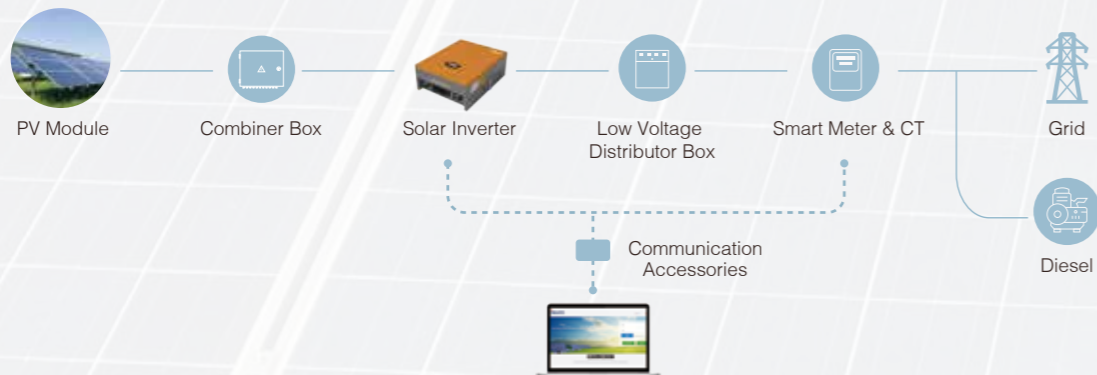 PV Module
Combiner Box
Solar Inverter
Low Voltage
Distributor Box
Smart Meter & CT
Grid
Communication
Accessories
Diesel